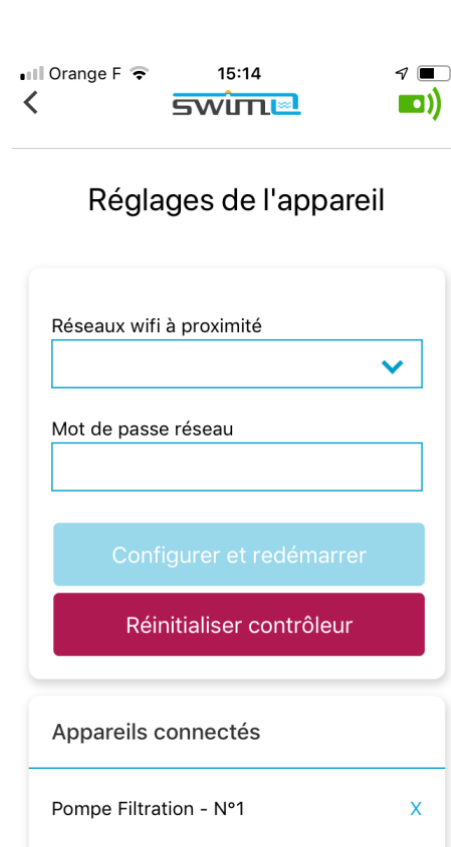 Orange F 15:14
swim
Réglages de l'appareil
Réseaux wifi à proximité
Mot de passe réseau
Configurer et redémarrer
Réinitialiser contrôleur
Appareils connectés
Pompe Filtration - N°1 X